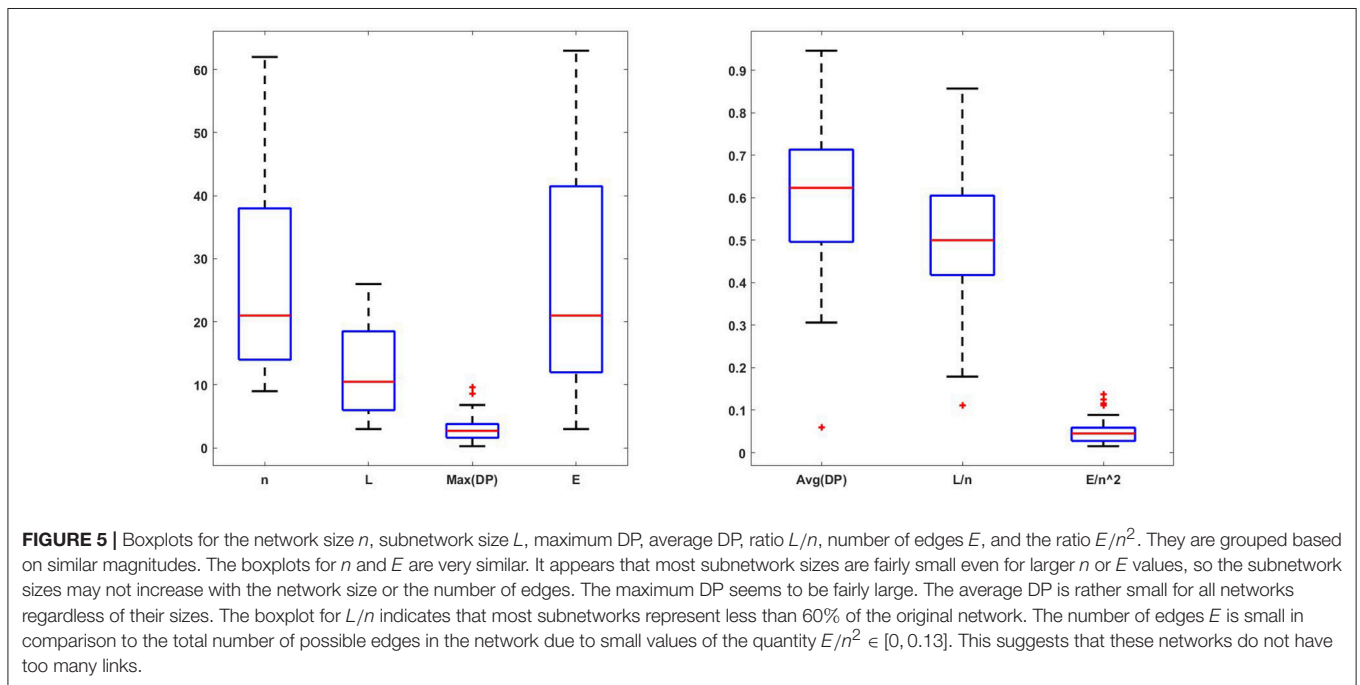 60
50
40
30
20
10
0
n L Max(DP) E
0.9
0.8
0.7
0.6
0.5
0.4
0.3
0.2
0.1
0
Avg(DP) L/n E/n^2
FIGURE 5 | Boxplots for the network size n, subnetwork size L, maximum DP, average DP, ratio L/n, number of edges E, and the ratio E/n². They are grouped based
on similar magnitudes. The boxplots for n and E are very similar. It appears that most subnetwork sizes are fairly small even for larger n or E values, so the subnetwork
sizes may not increase with the network size or the number of edges. The maximum DP seems to be fairly large. The average DP is rather small for all networks
regardless of their sizes. The boxplot for L/n indicates that most subnetworks represent less than 60% of the original network. The number of edges E is small in
comparison to the total number of possible edges in the network due to small values of the quantity E/n² ∈ [0, 0.13]. This suggests that these networks do not have
too many links.